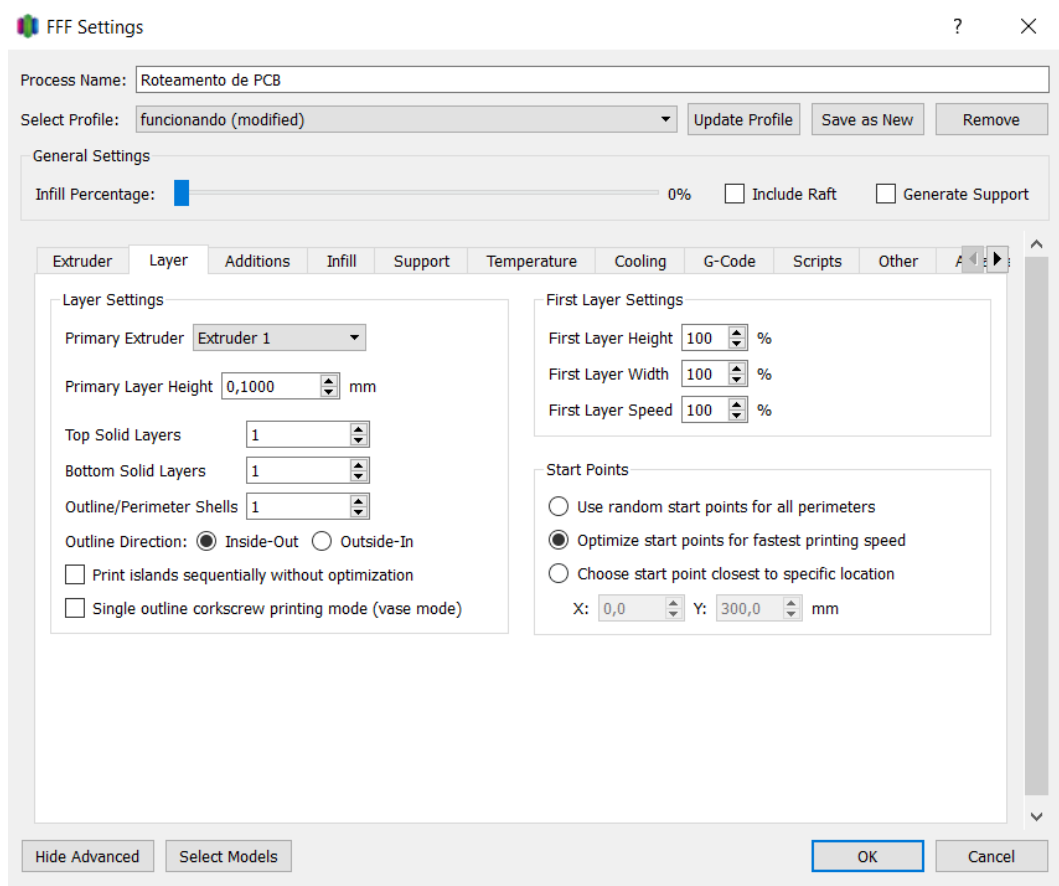 FFF Settings ?
Process Name: Roteamento de PCB
Select Profile: funcionando (modified) Update Profile Save as New Remove
General Settings
Infill Percentage: 0% Include Raft Generate Support
Extruder Layer Additions Infill Support Temperature Cooling G-Code Scripts Other
Layer Settings
Primary Extruder Extruder 1
Primary Layer Height 0,1000 mm
Top Solid Layers 1
Bottom Solid Layers 1
Outline/Perimeter Shells 1
Outline Direction: Inside-Out Outside-In
Print islands sequentially without optimization
Single outline corkscrew printing mode (vase mode)
First Layer Settings
First Layer Height 100 %
First Layer Width 100 %
First Layer Speed 100 %
Start Points
Use random start points for all perimeters
Optimize start points for fastest printing speed
Choose start point closest to specific location
X: 0,0 Y: 300,0 mm
Hide Advanced Select Models OK Cancel